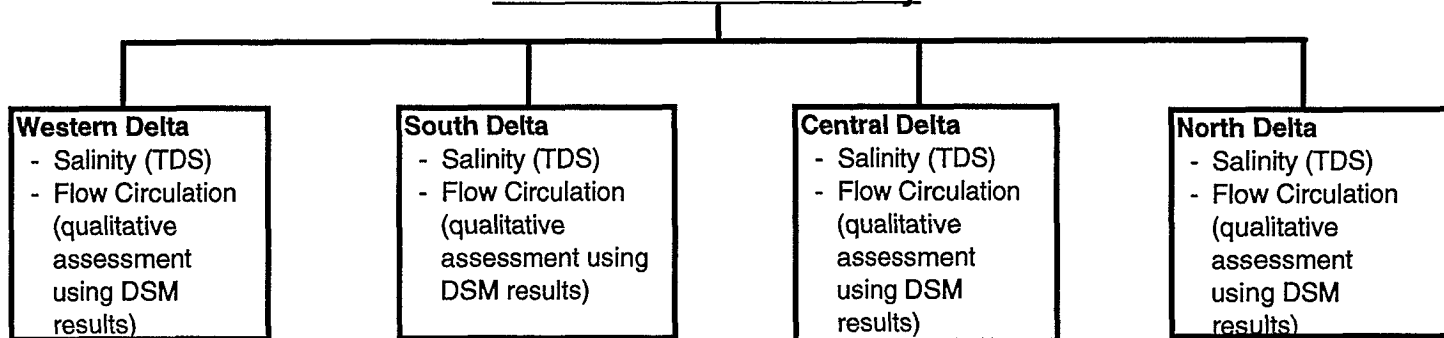 Western Delta
- Salinity (TDS)
- Flow Circulation
(qualitative
assessment
using DSM
results)
South Delta
- Salinity (TDS)
- Flow Circulation
(qualitative
assessment using
DSM results)
Central Delta
- Salinity (TDS)
- Flow Circulation
(qualitative
assessment
using DSM
results)
North Delta
- Salinity (TDS)
- Flow Circulation
(qualitative
assessment
using DSM
results)